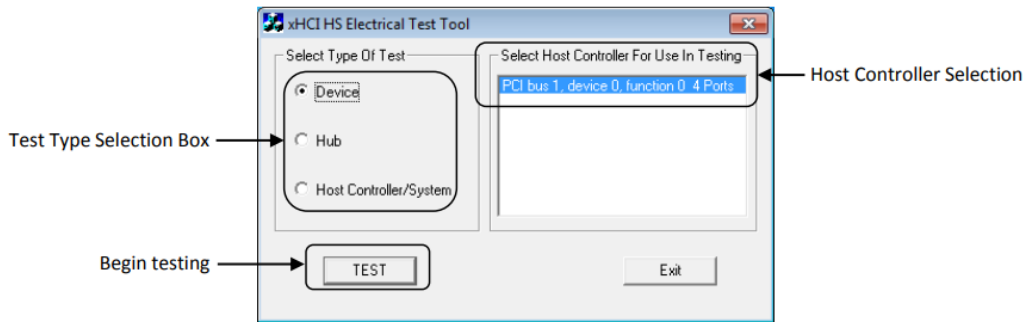 xHCI HS Electrical Test Tool
Select Type Of Test
Select Host Controller For Use In Testing
Host Controller Selection
PCI bus 1, device 0, function 0 4 Ports
Device
Test Type Selection Box
Hub
Host Controller/System
Begin testing
TEST
Exit